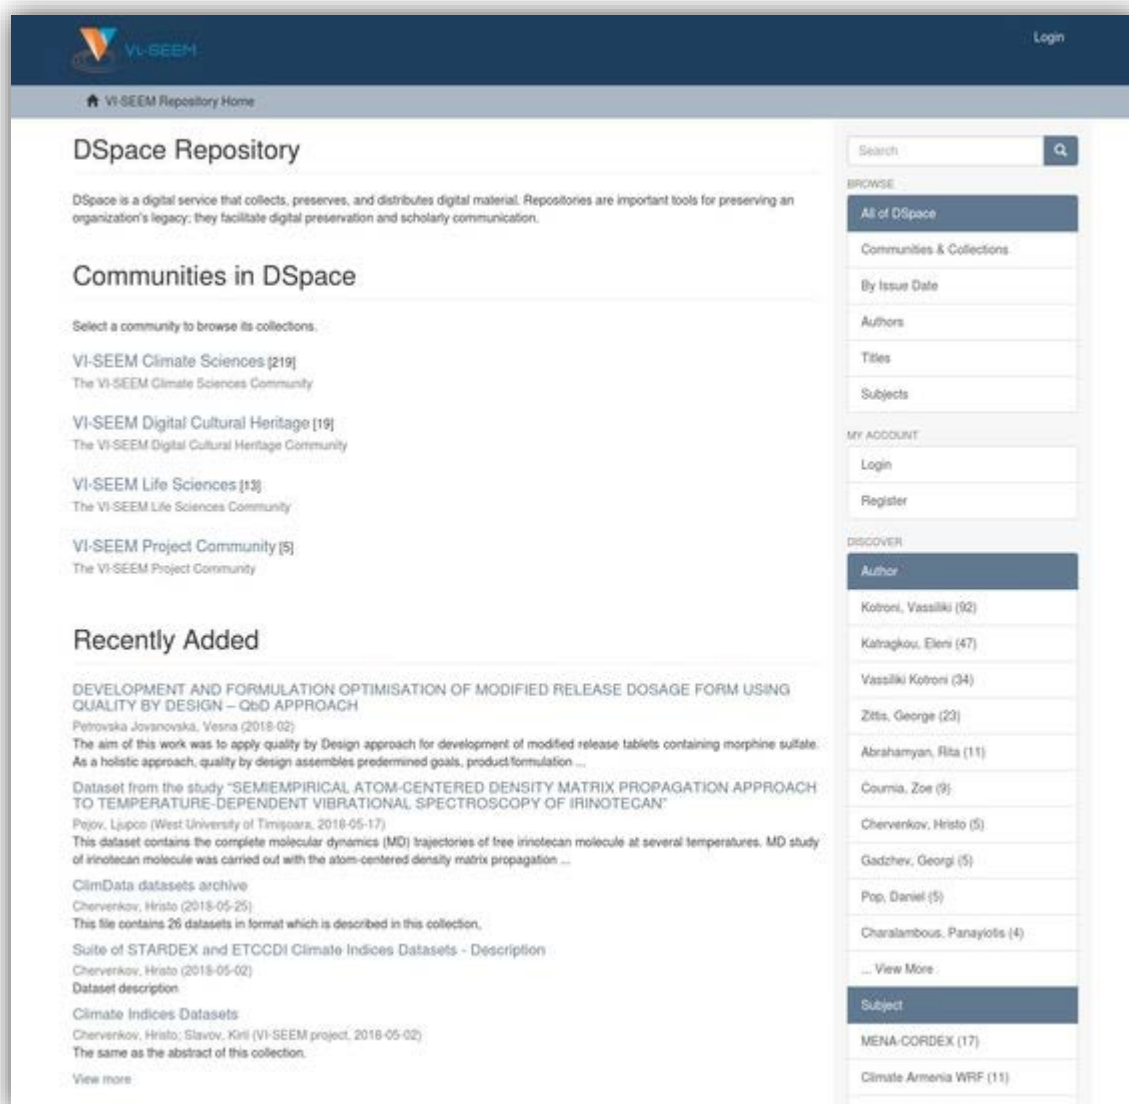 VI-SEEM
Login
VI-SEEM Repository Home
DSpace Repository
DSpace is a digital service that collects, preserves, and distributes digital material. Repositories are important tools for preserving an
organization's legacy; they facilitate digital preservation and scholarly communication.
Communities in DSpace
Select a community to browse its collections.
VI-SEEM Climate Sciences [219]
The VI-SEEM Climate Sciences Community
VI-SEEM Digital Cultural Heritage [19]
The VI-SEEM Digital Cultural Heritage Community
VI-SEEM Life Sciences [13]
The VI-SEEM Life Sciences Community
VI-SEEM Project Community [5]
The VI-SEEM Project Community
Recently Added
DEVELOPMENT AND FORMULATION OPTIMISATION OF MODIFIED RELEASE DOSAGE FORM USING
QUALITY BY DESIGN – QbD APPROACH
Petrovska Jovanovska, Vesna (2018-02)
The aim of this work was to apply quality by Design approach for development of modified release tablets containing morphine sulfate.
As a holistic approach, quality by design assembles predermined goals, product/formulation ...
Dataset from the study "SEMIEMPIRICAL ATOM-CENTERED DENSITY MATRIX PROPAGATION APPROACH
TO TEMPERATURE-DEPENDENT VIBRATIONAL SPECTROSCOPY OF IRINOTECAN"
Pejov, Ljupco (West University of Timişoara, 2018-05-17)
This dataset contains the complete molecular dynamics (MD) trajectories of free irinotecan molecule at several temperatures. MD study
of irinotecan molecule was carried out with the atom-centered density matrix propagation ...
ClimData datasets archive
Chervenkov, Hristo (2018-05-25)
This file contains 26 datasets in format which is described in this collection,
Suite of STARDEX and ETCCDI Climate Indices Datasets - Description
Chervenkov, Hristo (2018-05-02)
Dataset description
Climate Indices Datasets
Chervenkov, Hristo; Slavov, Kiril (VI-SEEM project, 2018-05-02)
The same as the abstract of this collection.
View more
Search
BROWSE
All of DSpace
Communities & Collections
By Issue Date
Authors
Titles
Subjects
MY ACCOUNT
Login
Register
DISCOVER
Author
Kotroni, Vassiliki (92)
Katragkou, Eleni (47)
Vassiliki Kotroni (34)
Zittis, George (23)
Abrahamyan, Rita (11)
Cournia, Zoe (9)
Chervenkov, Hristo (5)
Gadzhev, Georgi (5)
Pop, Daniel (5)
Charalambous, Panayiotis (4)
... View More
Subject
MENA-CORDEX (17)
Climate Armenia WRF (11)